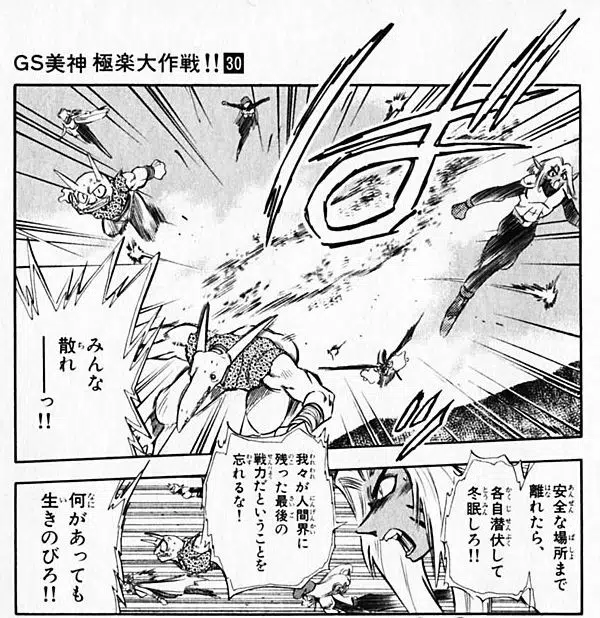 GS美神 極楽大作戦!! 30
ばっ
みんな
散れ
――っ!!
安全な場所まで
離れたら、
各自潜伏して
冬眠しろ!!
我々が人間界に
残った最後の
戦力だということを
忘れるな!
何があっても
生きのびろ!!